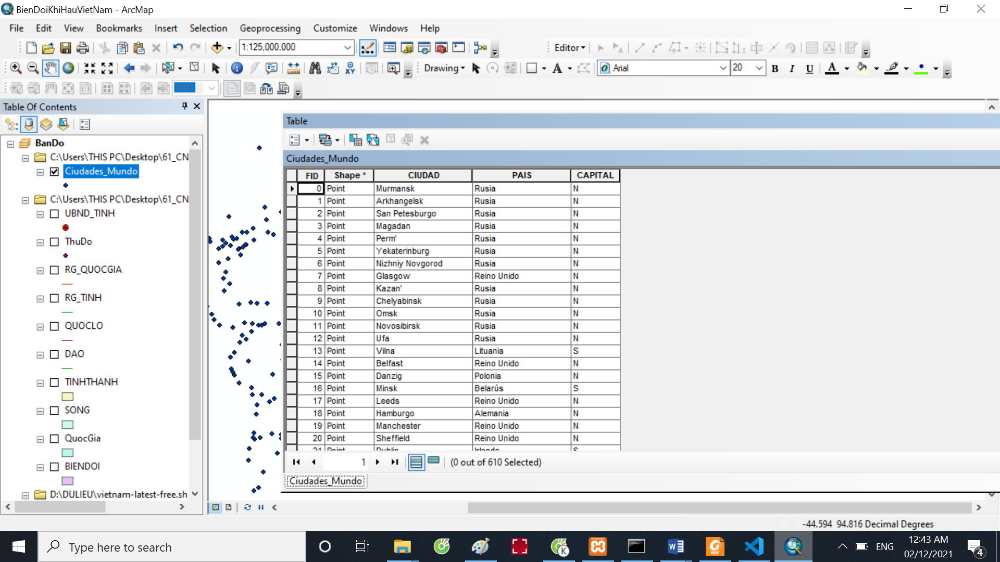 BienDoiKhiHauVietNam - ArcMap
File Edit View Bookmarks Insert Selection Geoprocessing Customize Windows Help
1:125,000,000 Editor
Drawing Arial 20 B I U A
100%
Table Of Contents
BanDo
C:\Users\THIS PC\Desktop\61_CN
Ciudades_Mundo
C:\Users\THIS PC\Desktop\61_CN
UBND_TINH
ThuDo
RG_QUOCGIA
RG_TINH
QUOCLO
DAO
TINHTHANH
SONG
QuocGia
BIENDOI
D:\DULIEU\vietnam-latest-free.sh
Table
Ciudades_Mundo
FID Shape * CIUDAD PAIS CAPITAL
0 Point Murmansk Rusia N
1 Point Arkhangelsk Rusia N
2 Point San Petesburgo Rusia N
3 Point Magadan Rusia N
4 Point Perm' Rusia N
5 Point Yekaterinburg Rusia N
6 Point Nizhniy Novgorod Rusia N
7 Point Glasgow Reino Unido N
8 Point Kazan' Rusia N
9 Point Chelyabinsk Rusia N
10 Point Omsk Rusia N
11 Point Novosibirsk Rusia N
12 Point Ufa Rusia N
13 Point Vilna Lituania S
14 Point Belfast Reino Unido N
15 Point Danzig Polonia N
16 Point Minsk Belarús S
17 Point Leeds Reino Unido N
18 Point Hamburgo Alemania N
19 Point Manchester Reino Unido N
20 Point Sheffield Reino Unido N
21 Point Dublin Irlanda S
1 (0 out of 610 Selected)
Ciudades_Mundo
-44.594 94.816 Decimal Degrees
Type here to search
ENG
12:43 AM
02/12/2021
4